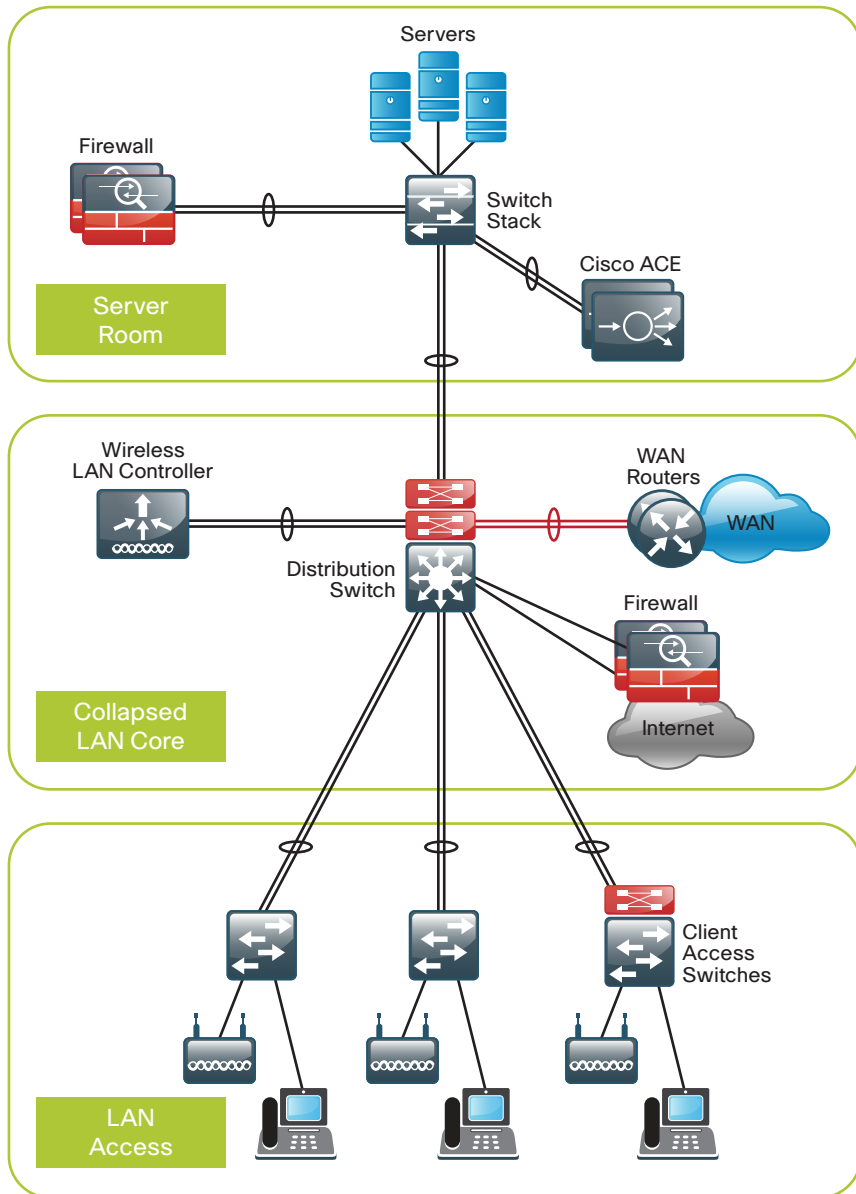 Servers
Firewall
Switch
Stack
Cisco ACE
Server
Room
Wireless
LAN Controller
WAN
Routers
WAN
Distribution
Switch
Firewall
Internet
Collapsed
LAN Core
Client
Access
Switches
LAN
Access